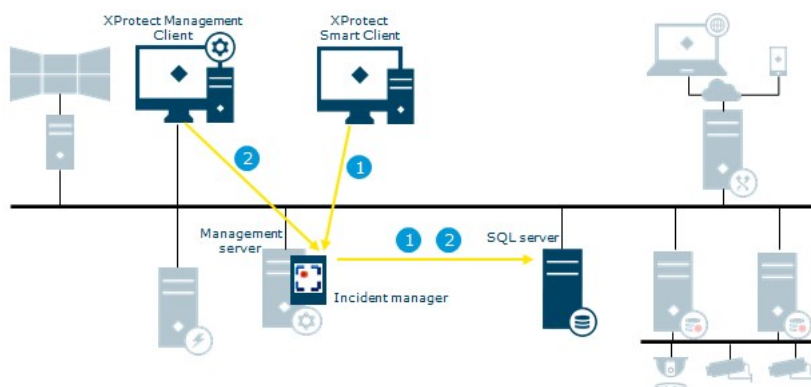 XProtect Management
Client
XProtect
Smart Client
2
1
Management
server
1 2
SQL server
Incident manager